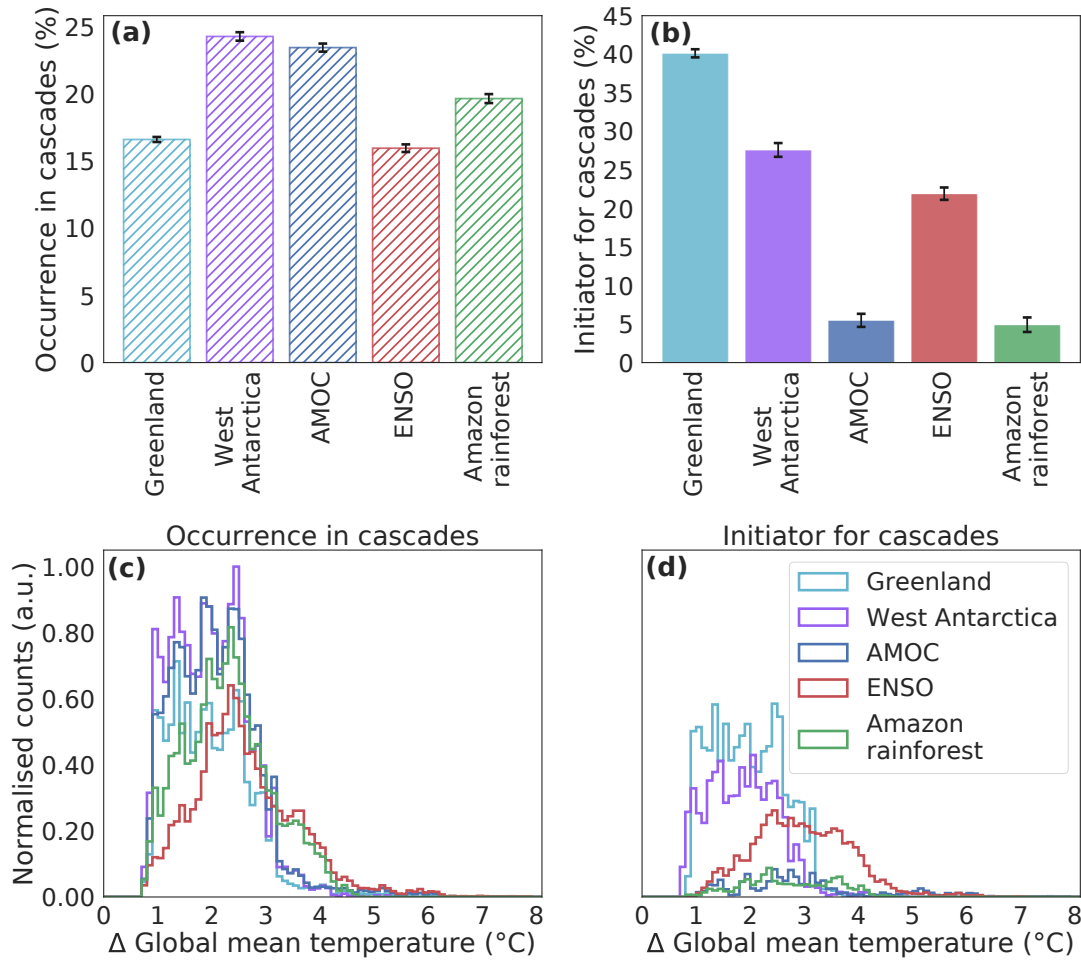 (a)
Occurrence in cascades (%)
25
20
15
10
5
0
Greenland
West
Antarctica
AMOC
ENSO
Amazon
rainforest
(b)
Initiator for cascades (%)
45
40
35
30
25
20
15
10
5
0
Greenland
West
Antarctica
AMOC
ENSO
Amazon
rainforest
Occurrence in cascades
(c)
Normalised counts (a.u.)
1.00
0.80
0.60
0.40
0.20
0.00
0 1 2 3 4 5 6 7 8
Δ Global mean temperature (°C)
Initiator for cascades
(d)
Greenland
West Antarctica
AMOC
ENSO
Amazon
rainforest
0 1 2 3 4 5 6 7 8
Δ Global mean temperature (°C)